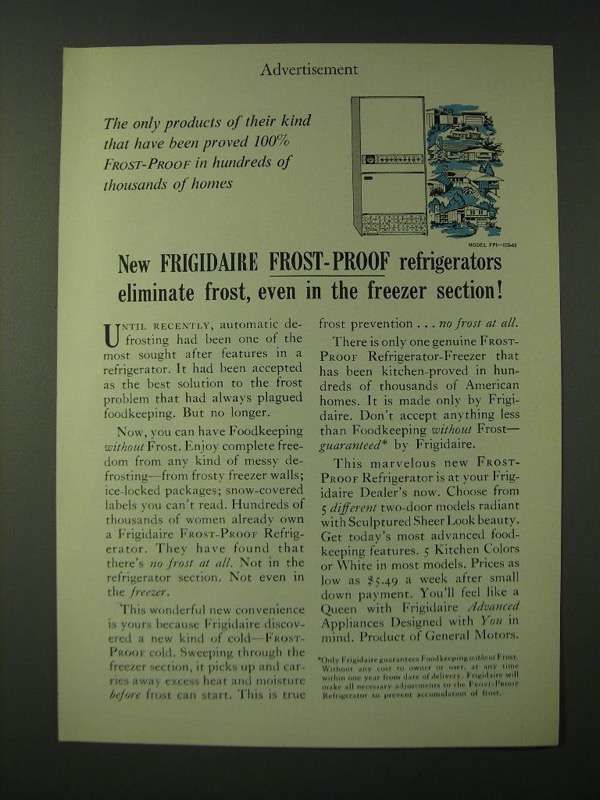 Advertisement
The only products of their kind
that have been proved 100%
FROST-PROOF in hundreds of
thousands of homes
New FRIGIDAIRE FROST-PROOF refrigerators
eliminate frost, even in the freezer section!
UNTIL RECENTLY, automatic de-
frosting had been one of the
most sought after features in a
refrigerator. It had been accepted
as the best solution to the frost
problem that had always plagued
foodkeeping. But no longer.
Now, you can have Foodkeeping
without Frost. Enjoy complete free-
dom from any kind of messy de-
frosting—from frosty freezer walls;
ice-locked packages; snow-covered
labels you can't read. Hundreds of
thousands of women already own
a Frigidaire FROST-PROOF Refrig-
erator. They have found that
there's no frost at all. Not in the
refrigerator section. Not even in
the freezer.
This wonderful new convenience
is yours because Frigidaire discov-
ered a new kind of cold—FROST-
PROOF cold. Sweeping through the
freezer section, it picks up and car-
ries away excess heat and moisture
before frost can start. This is true
frost prevention . . . no frost at all.
There is only one genuine FROST-
PROOF Refrigerator-Freezer that
has been kitchen-proved in hun-
dreds of thousands of American
homes. It is made only by Frigi-
daire. Don't accept anything less
than Foodkeeping without Frost—
guaranteed* by Frigidaire.
This marvelous new FROST-
PROOF Refrigerator is at your Frig-
idaire Dealer's now. Choose from
5 different two-door models radiant
with Sculptured Sheer Look beauty.
Get today's most advanced food-
keeping features. 5 Kitchen Colors
or White in most models. Prices as
low as $5.49 a week after small
down payment. You'll feel like a
Queen with Frigidaire Advanced
Appliances Designed with You in
mind. Product of General Motors.
*Only Frigidaire guarantees Foodkeeping without Frost.
Without any cost to owner or user, at any time
within one year from date of delivery, Frigidaire will
make all necessary adjustments to the FROST-PROOF
Refrigerator to prevent accumulation of frost.